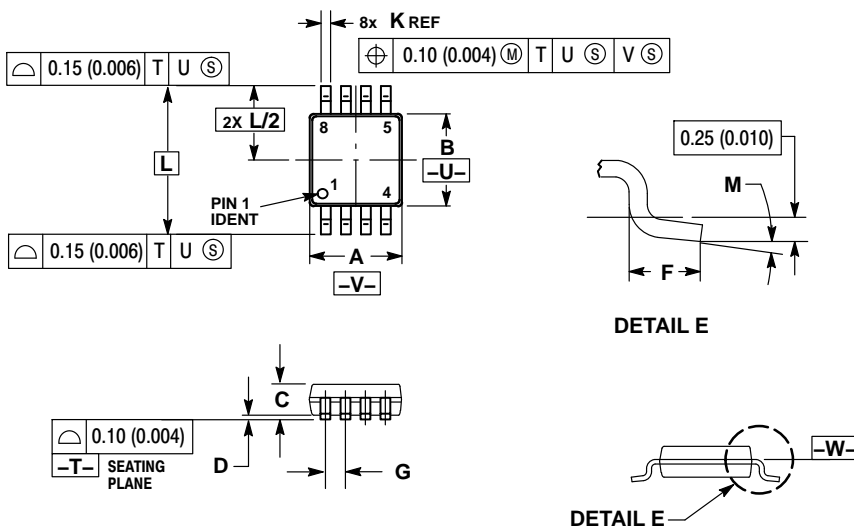 8x K REF
⌖ 0.10 (0.004) Ⓜ T U Ⓢ V Ⓢ
⌓ 0.15 (0.006) T U Ⓢ
2X L/2
8 5
B
–U–
L
PIN 1
IDENT
1
4
⌓ 0.15 (0.006) T U Ⓢ
A
–V–
0.25 (0.010)
M
F
DETAIL E
C
⌓ 0.10 (0.004)
–T– SEATING
PLANE
D
G
–W–
DETAIL E